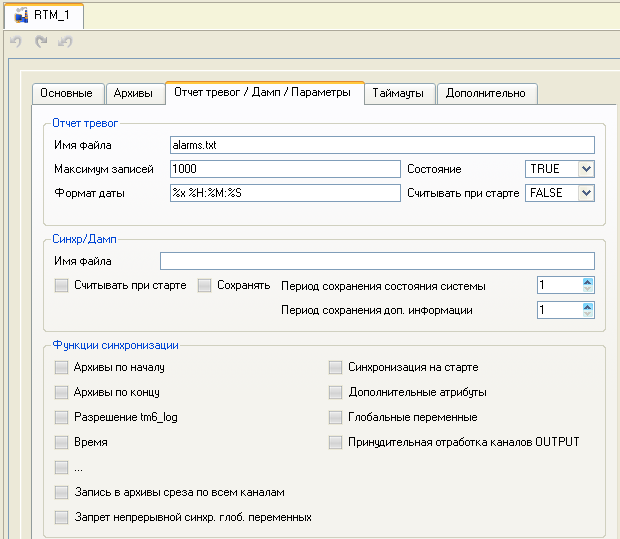 RTM_1
Основные Архивы Отчет тревог / Дамп / Параметры Таймауты Дополнительно
Отчет тревог
Имя файла alarms.txt
Максимум записей 1000 Состояние TRUE
Формат даты %x %H:%M:%S Считывать при старте FALSE
Синхр/Дамп
Имя файла
Считывать при старте Сохранять Период сохранения состояния системы 1
Период сохранения доп. информации 1
Функции синхронизации
Архивы по началу Синхронизация на старте
Архивы по концу Дополнительные атрибуты
Разрешение tm6_log Глобальные переменные
Время Принудительная отработка каналов OUTPUT
...
Запись в архивы среза по всем каналам
Запрет непрерывной синхр. глоб. переменных